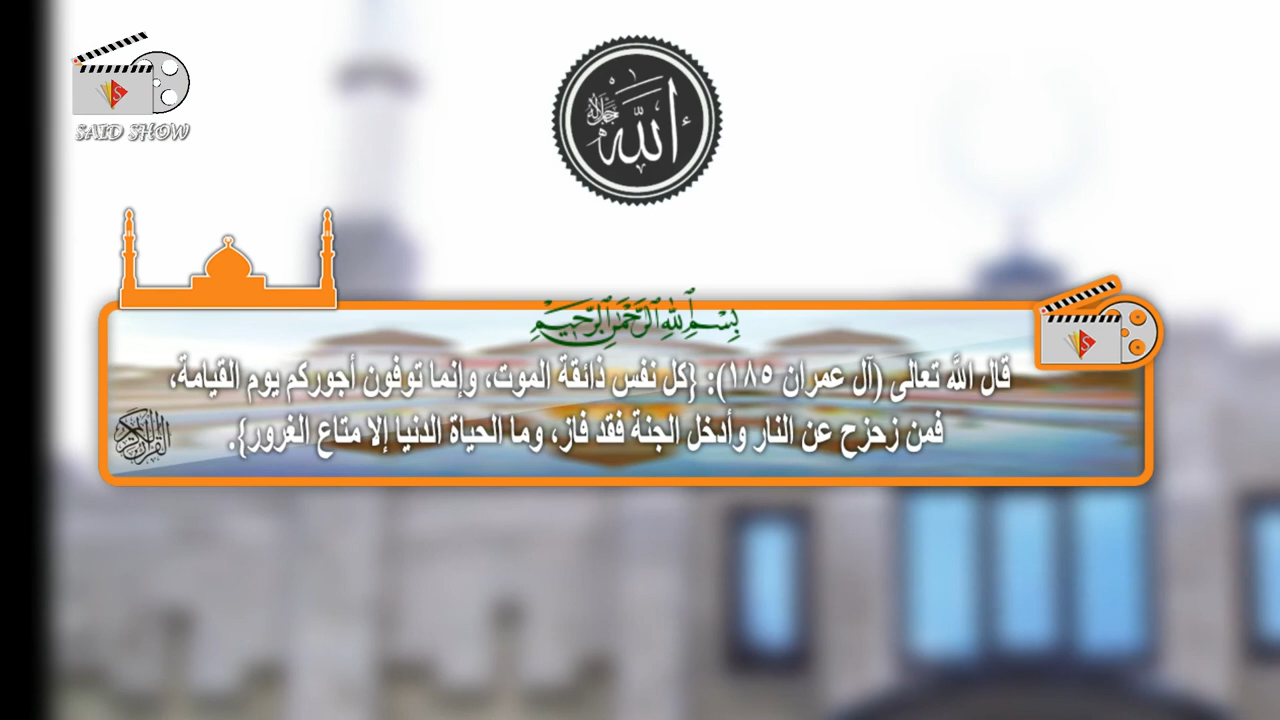 SAID SHOW
الله جل جلاله
بسم الله الرحمن الرحيم
قال الله تعالى (آل عمران ١٨٥): {كل نفس ذائقة الموت، وإنما توفون أجوركم يوم القيامة،
فمن زحزح عن النار وأدخل الجنة فقد فاز، وما الحياة الدنيا إلا متاع الغرور}.
القرآن الكريم